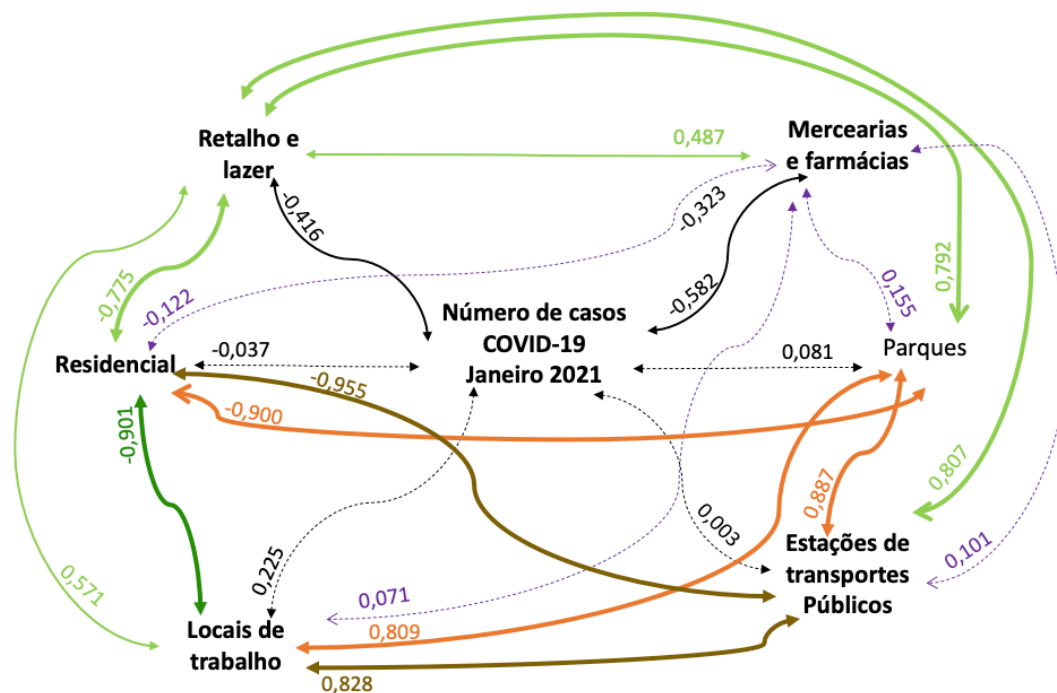 Retalho e
lazer
Mercearias
e farmácias
0,487
-0,323
-0,416
-0,582
0,792
0,155
-0,775
-0,122
Número de casos
COVID-19
Janeiro 2021
Residencial
-0,037
0,081
Parques
-0,955
-0,900
-0,901
0,807
0,887
0,003
0,225
0,101
0,571
0,071
Estações de
transportes
Públicos
Locais de
trabalho
0,809
0,828